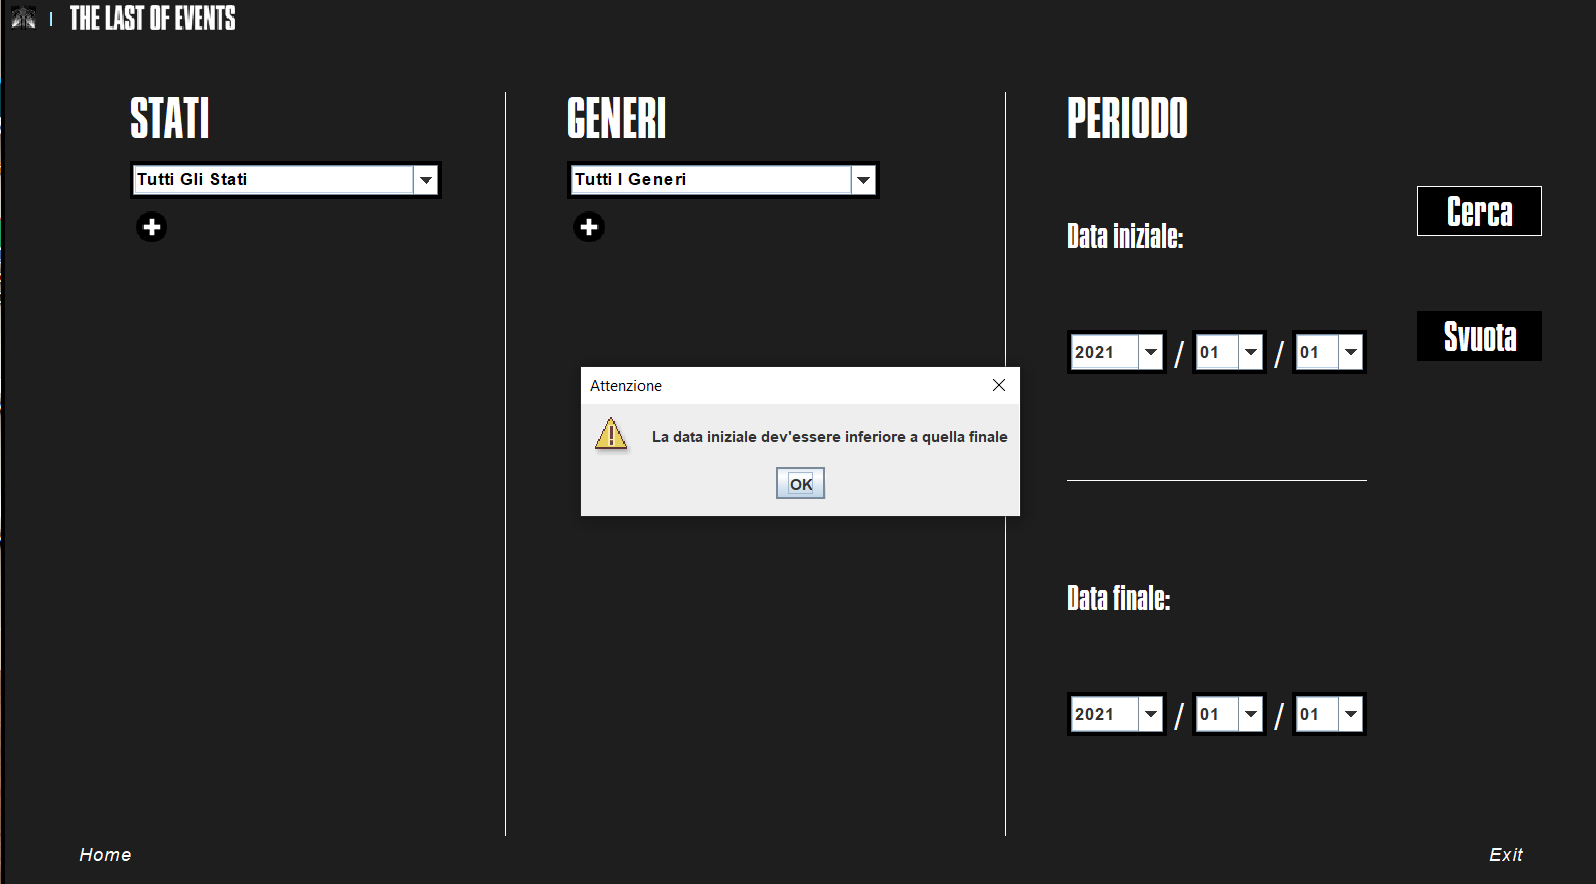 THE LAST OF EVENTS
STATI
Tutti Gli Stati
GENERI
Tutti I Generi
PERIODO
Data iniziale:
2021 / 01 / 01
Cerca
Svuota
Attenzione
La data iniziale dev'essere inferiore a quella finale
OK
Data finale:
2021 / 01 / 01
Home
Exit